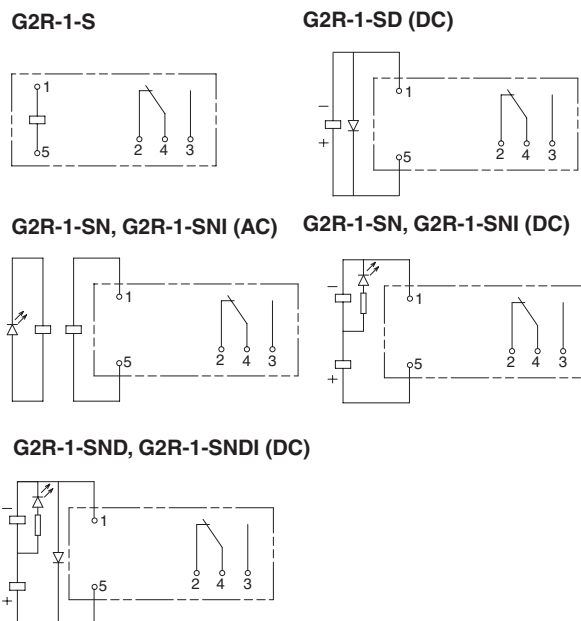 G2R-1-S
1
5
2 4 3
G2R-1-SD (DC)
−
+
1
5
2 4 3
G2R-1-SN, G2R-1-SNI (AC)
1
5
2 4 3
G2R-1-SN, G2R-1-SNI (DC)
−
+
1
5
2 4 3
G2R-1-SND, G2R-1-SNDI (DC)
−
+
1
5
2 4 3